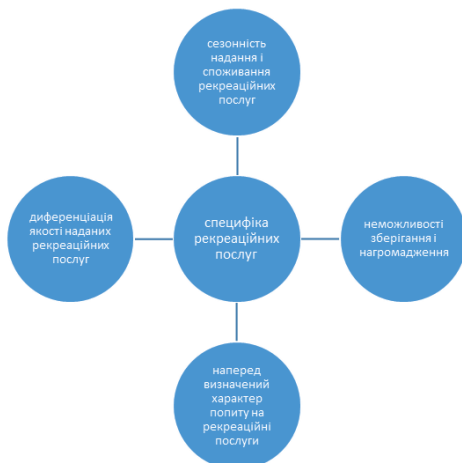 сезонність
надання і
споживання
рекреаційних
послуг
диференціація
якості наданих
рекреаційних
послуг
специфіка
рекреаційних
послуг
неможливості
зберігання і
нагромадження
наперед
визначений
характер
попиту на
рекреаційні
послуги